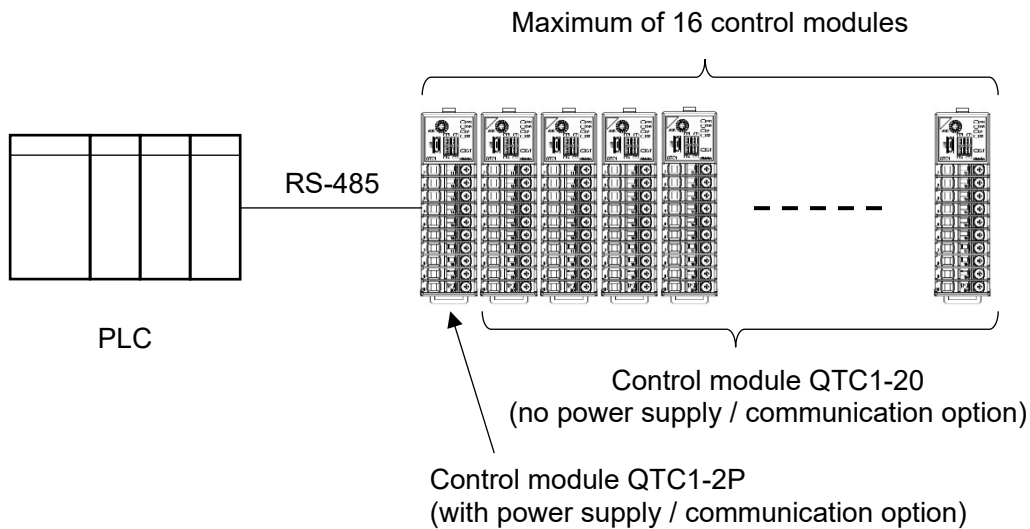 Maximum of 16 control modules
RS-485
PLC
Control module QTC1-20
(no power supply / communication option)
Control module QTC1-2P
(with power supply / communication option)